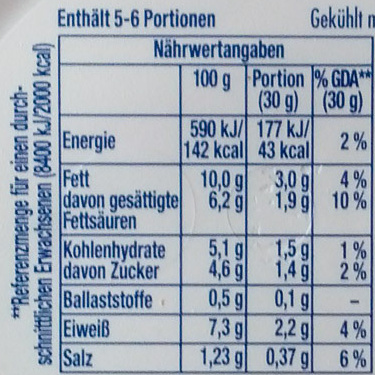 Enthält 5-6 Portionen Gekühlt
Nährwertangaben
100 g Portion (30 g) % GDA** (30 g)
Energie 590 kJ/ 142 kcal 177 kJ/ 43 kcal 2 %
Fett 10,0 g 3,0 g 4 %
davon gesättigte Fettsäuren 6,2 g 1,9 g 10 %
Kohlenhydrate 5,1 g 1,5 g 1 %
davon Zucker 4,6 g 1,4 g 2 %
Ballaststoffe 0,5 g 0,1 g –
Eiweiß 7,3 g 2,2 g 4 %
Salz 1,23 g 0,37 g 6 %
**Referenzmenge für einen durch-
schnittlichen Erwachsenen (8400 kJ/2000 kcal)